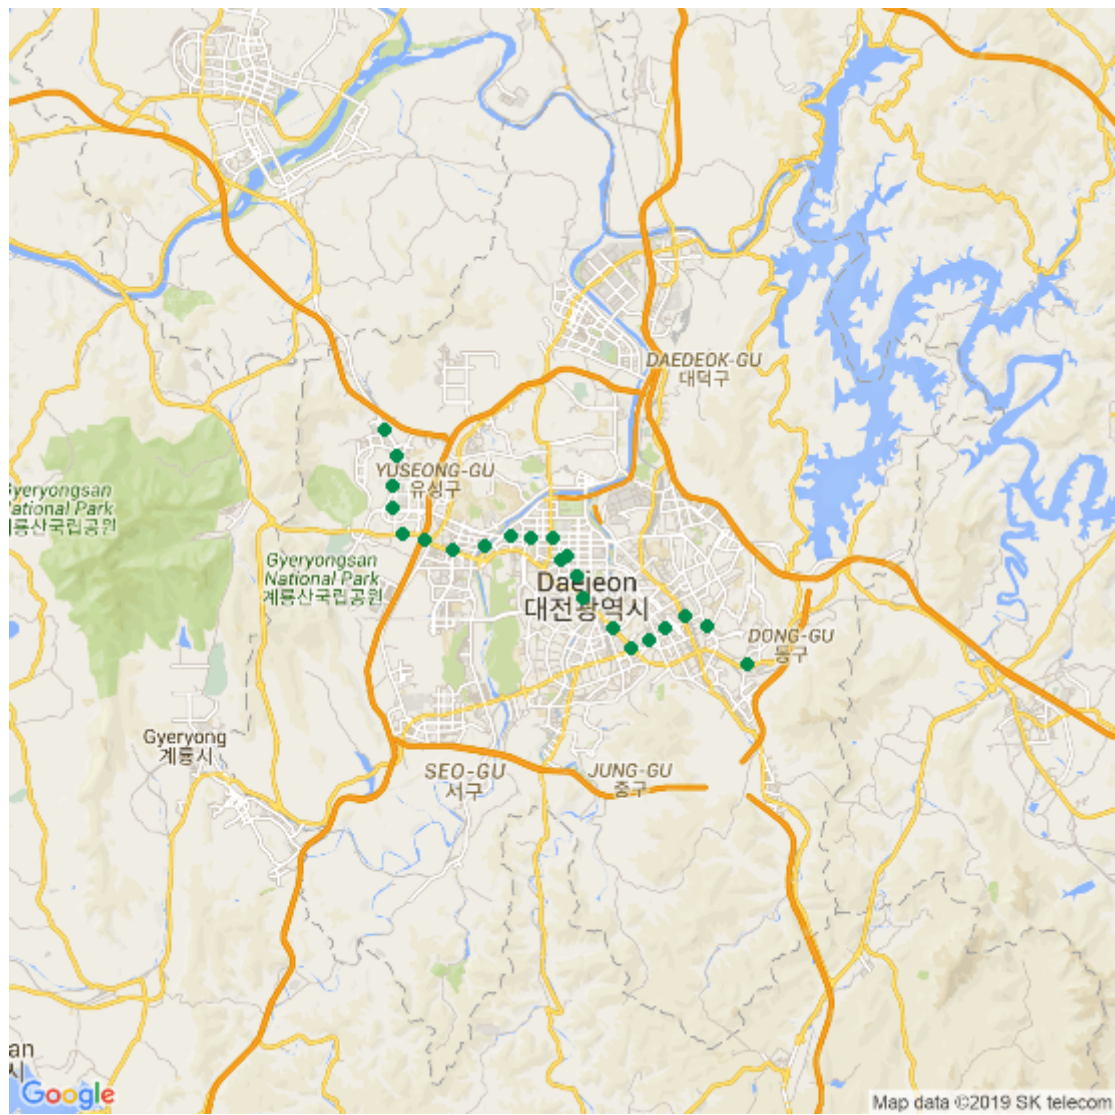 DAEDEOK-GU
대덕구
YUSEONG-GU
유성구
Gyeryongsan
National Park
계룡산국립공원
Gyeryongsan
National Park
계룡산국립공원
Daejeon
대전광역시
DONG-GU
동구
Gyeryong
계룡시
SEO-GU
서구
JUNG-GU
중구
an
시
Google
Map data ©2019 SK telecom